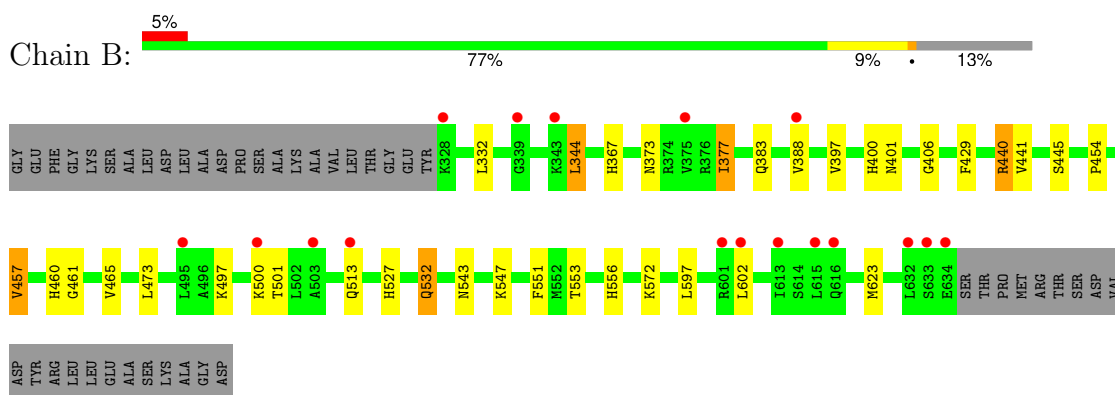 5%
Chain B:
77% 9% • 13%
GLY GLU PHE GLY LYS SER ALA LEU ASP LEU ALA ASP PRO SER ALA LYS ALA VAL LEU THR GLY GLU TYR K328 L332 G339 K343 L344 H367 N373 R374 V375 R376 I377 Q383 V388 V397 H400 N401 G406 F429 R440 V441 S445 P454
V457 H460 G461 V465 L473 L495 A496 K497 K500 T501 L502 A503 Q513 H527 Q532 N543 K547 F551 M552 T553 H556 K572 L597 R601 L602 I613 S614 L615 Q616 M623 L632 S633 E634 SER THR PRO MET ARG THR SER ASP VAL
ASP TYR ARG LEU LEU GLU ALA SER LYS ALA GLY ASP